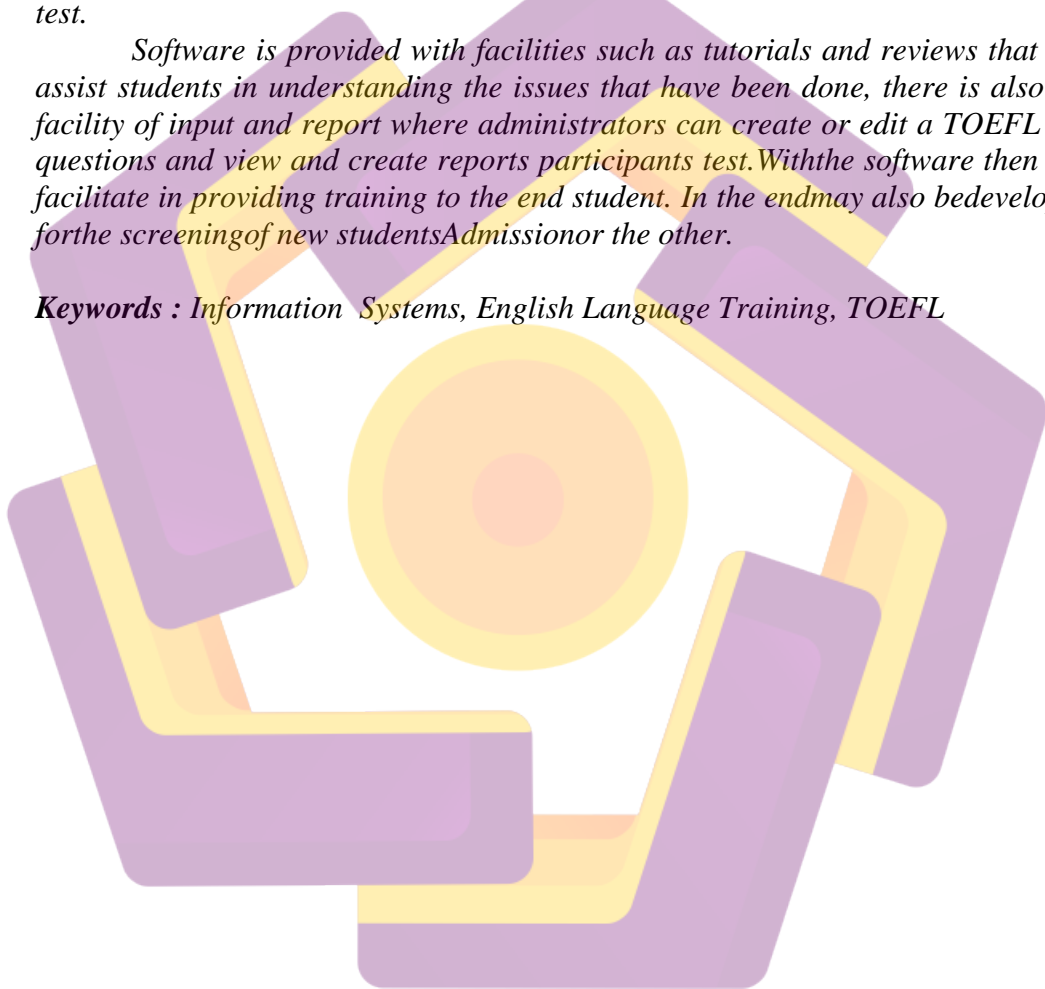 test.
Software is provided with facilities such as tutorials and reviews that
assist students in understanding the issues that have been done, there is also
facility of input and report where administrators can create or edit a TOEFL
questions and view and create reports participants test.Withthe software then
facilitate in providing training to the end student. In the endmay also bedevelo
forthe screeningof new studentsAdmissionor the other.
Keywords : Information Systems, English Language Training, TOEFL